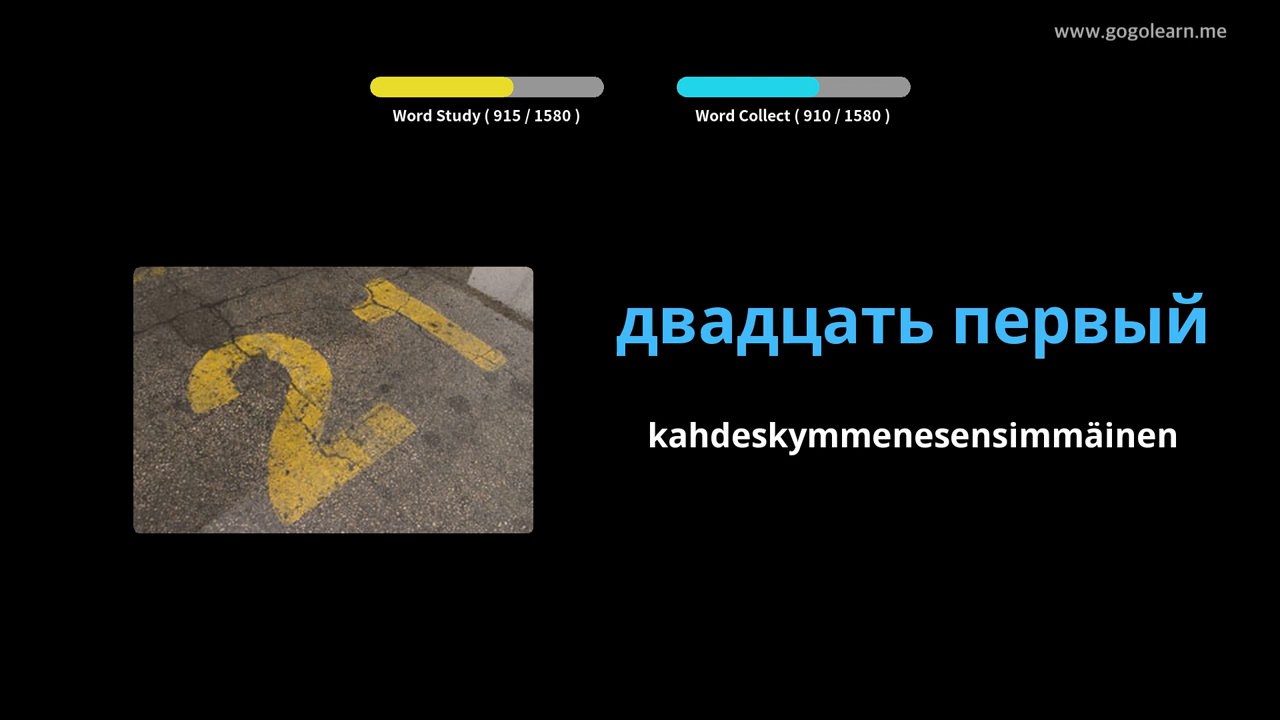 www.gogolearn.me
Word Study ( 915 / 1580 )
Word Collect ( 910 / 1580 )
21
двадцать первый
kahdeskymmenesensimmäinen